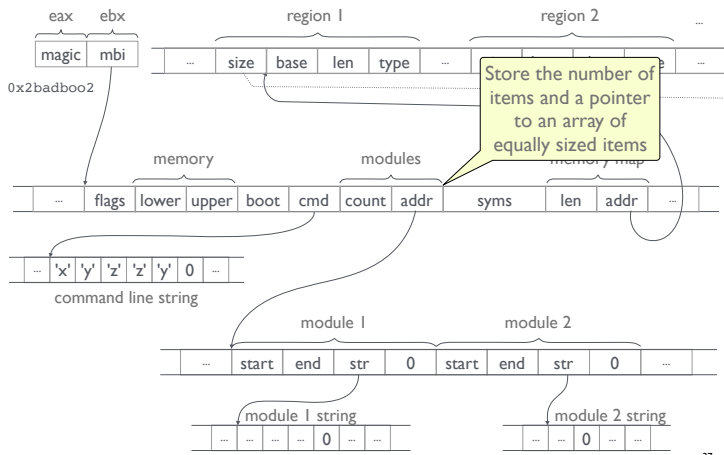 eax ebx region 1 region 2 ...
magic mbi ... size base len type ... ...
0x2badboo2
Store the number of
items and a pointer
to an array of
equally sized items
memory modules memory map
... flags lower upper boot cmd count addr syms len addr ...
... 'x' 'y' 'z' 'z' 'y' 0 ...
command line string
module 1 module 2
... start end str 0 start end str 0 ...
module 1 string module 2 string
... ... ... ... 0 ... ... ... ... 0 ... ...